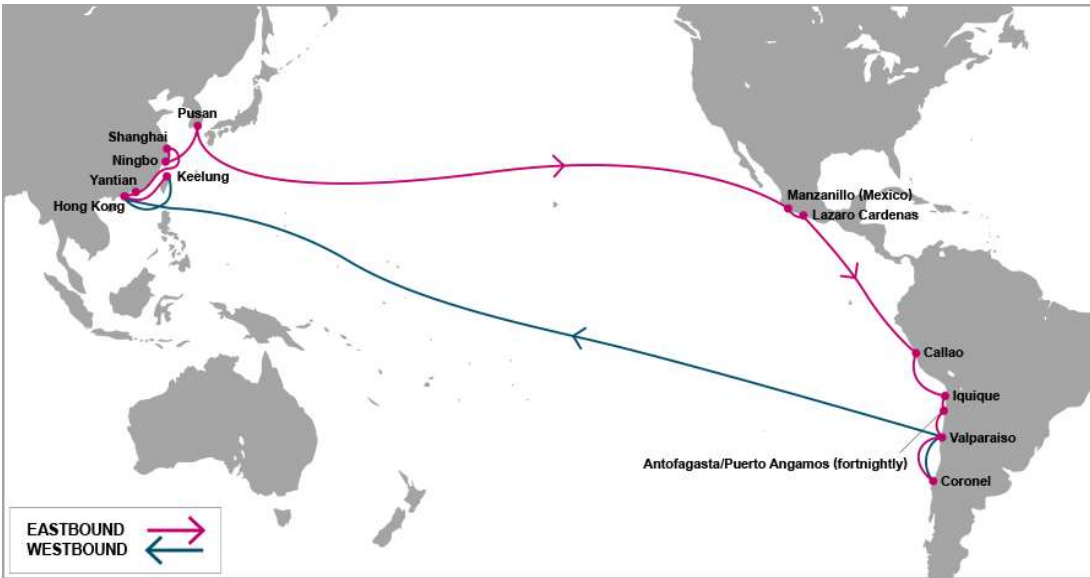 Pusan
Shanghai
Ningbo
Keelung
Yantian
Hong Kong
Manzanillo (Mexico)
Lazaro Cardenas
Callao
Iquique
Valparaiso
Antofagasta/Puerto Angamos (fortnightly)
Coronel
EASTBOUND
WESTBOUND